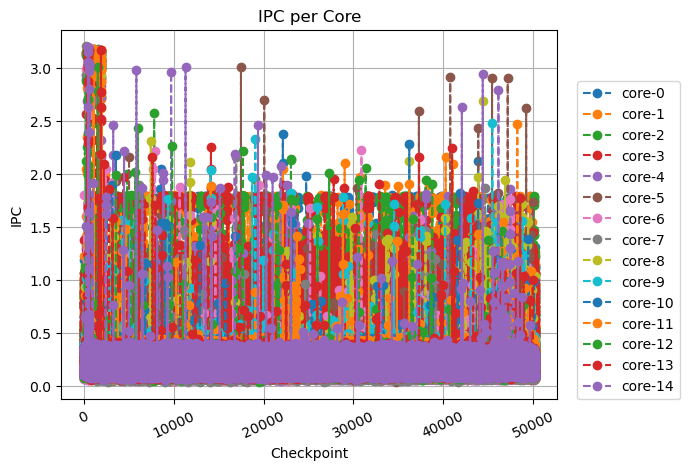 IPC per Core
3.0
2.5
2.0
1.5
1.0
0.5
0.0
IPC
0
10000
20000
30000
40000
50000
Checkpoint
core-0
core-1
core-2
core-3
core-4
core-5
core-6
core-7
core-8
core-9
core-10
core-11
core-12
core-13
core-14